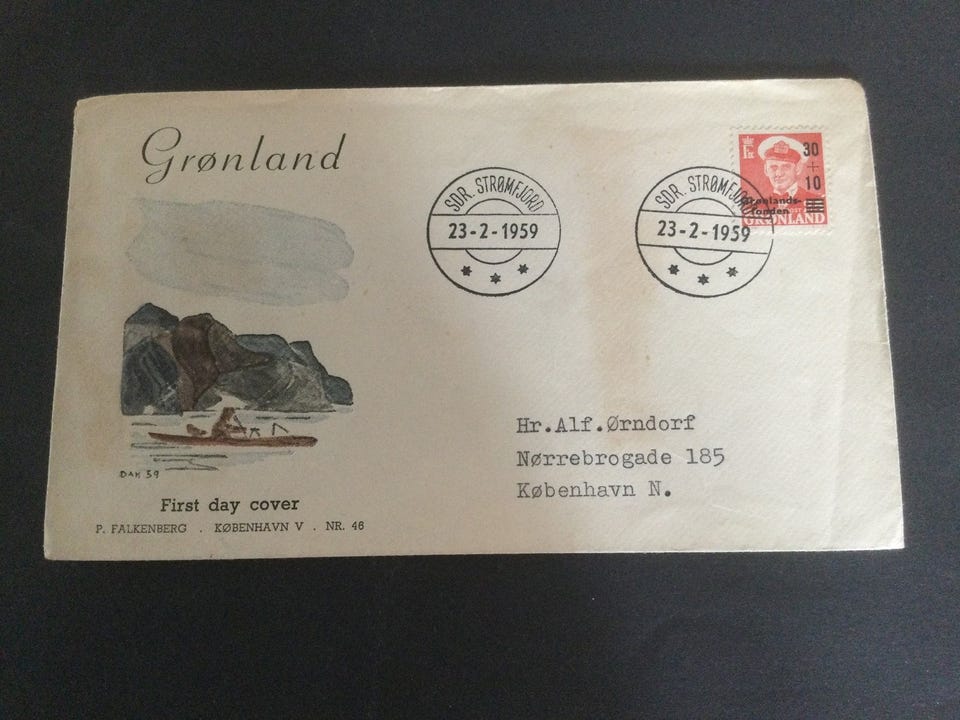 Grønland
SDR. STRØMFJORD
23-2-1959
SDR. STRØMFJORD
23-2-1959
30
+
10
Grønlands-
fonden
GRØNLAND
Hr.Alf.Ørndorf
Nørrebrogade 185
København N.
DAM 59
First day cover
P. FALKENBERG . KØBENHAVN V . NR. 46